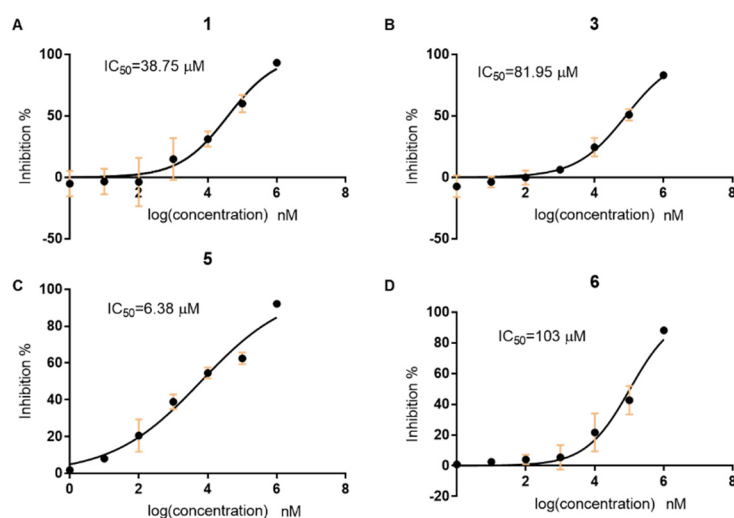 A
1
IC50=38.75 μM
Inhibition %
100
50
0
-50
2
4
6
8
log(concentration) nM
B
3
IC50=81.95 μM
Inhibition %
100
50
0
-50
2
4
6
8
log(concentration) nM
C
5
IC50=6.38 μM
Inhibition %
100
80
60
40
20
0
0
2
4
6
8
log(concentration) nM
D
6
IC50=103 μM
Inhibition %
100
80
60
40
20
0
-20
2
4
6
8
log(concentration) nM